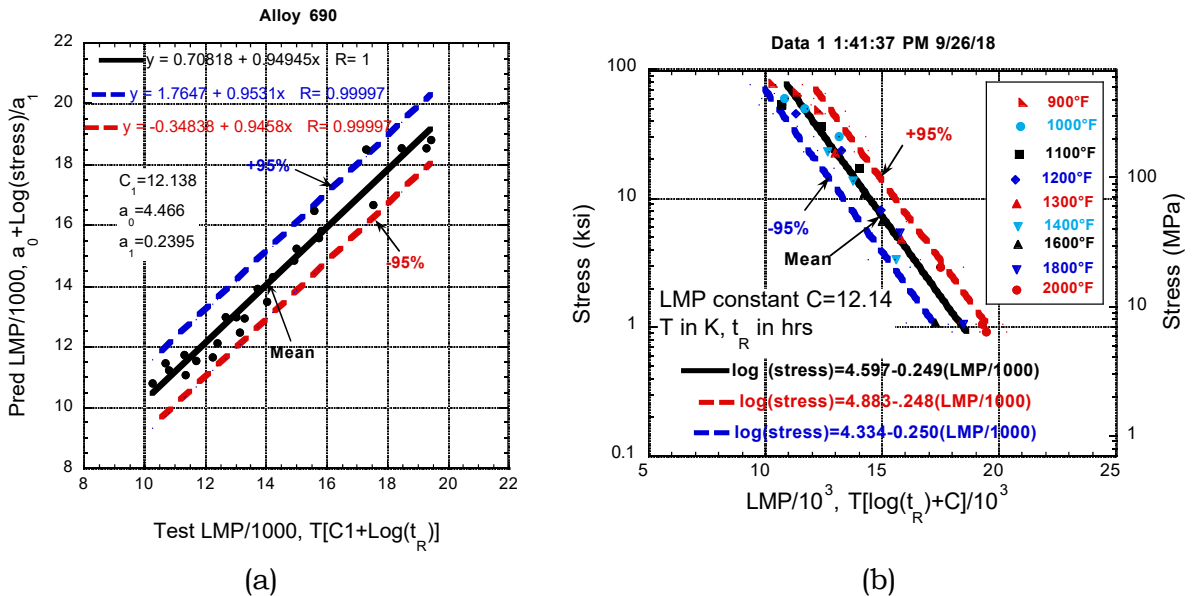 Alloy 690
22
20
18
16
14
12
10
8
8
10
12
14
16
18
20
22
Pred LMP/1000, a0+Log(stress)/a1
y = 0.70818 + 0.94945x R= 1
y = 1.7647 + 0.9531x R= 0.99997
y = -0.34838 + 0.9458x R= 0.99997
+95%
C1=12.138
a0=4.466
a1=0.2395
-95%
Mean
Test LMP/1000, T[C1+Log(tR)]
(a)
Data 1 1:41:37 PM 9/26/18
100
10
1
0.1
Stress (ksi)
5
10
15
20
25
900°F
1000°F
1100°F
1200°F
1300°F
1400°F
1600°F
1800°F
2000°F
+95%
-95%
Mean
LMP constant C=12.14
T in K, tR in hrs
log (stress)=4.597-0.249(LMP/1000)
log(stress)=4.883-.248(LMP/1000)
log(stress)=4.334-0.250(LMP/1000)
100
10
1
Stress (MPa)
LMP/10³, T[log(tR)+C]/10³
(b)